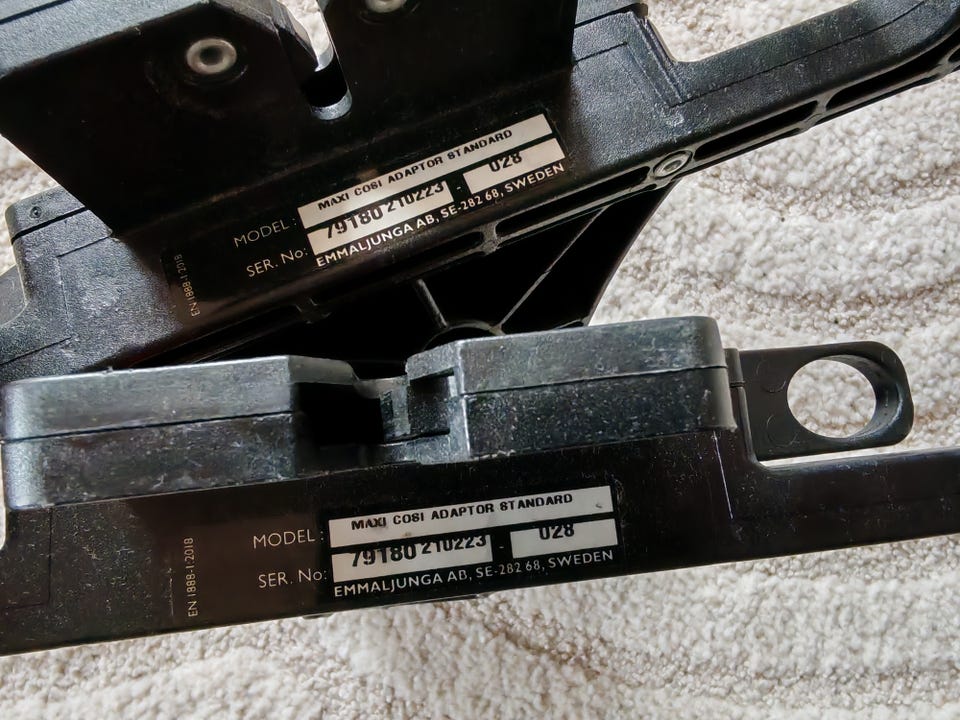 MODEL : MAXI COSI ADAPTOR STANDARD
SER. No: 79180 210223 - 028
EMMALJUNGA AB, SE-282 68, SWEDEN
EN 1888-1:2018
MODEL : MAXI COSI ADAPTOR STANDARD
SER. No: 79180 210223 - 028
EMMALJUNGA AB, SE-282 68, SWEDEN
EN 1888-1:2018